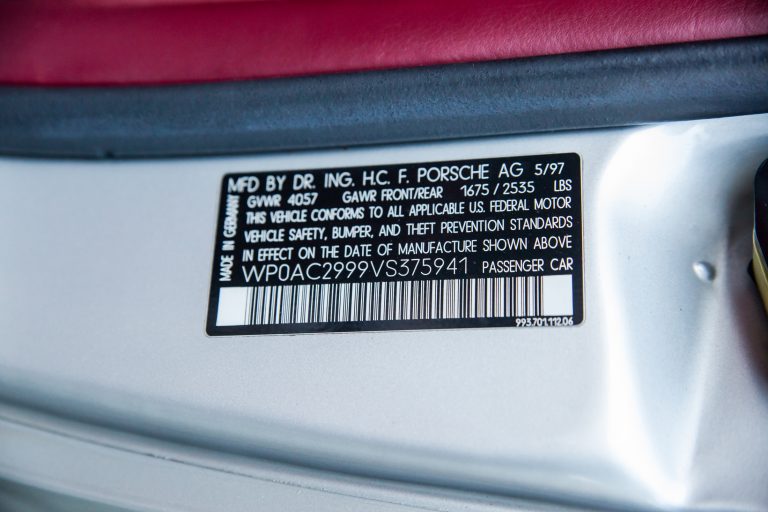 MFD BY DR. ING. H.C. F. PORSCHE AG 5/97
GVWR 4057 GAWR FRONT/REAR 1675 / 2535 LBS
THIS VEHICLE CONFORMS TO ALL APPLICABLE U.S. FEDERAL MOTOR
VEHICLE SAFETY, BUMPER, AND THEFT PREVENTION STANDARDS
IN EFFECT ON THE DATE OF MANUFACTURE SHOWN ABOVE
WP0AC2999VS375941 PASSENGER CAR
993.701.112.06
MADE IN GERMANY